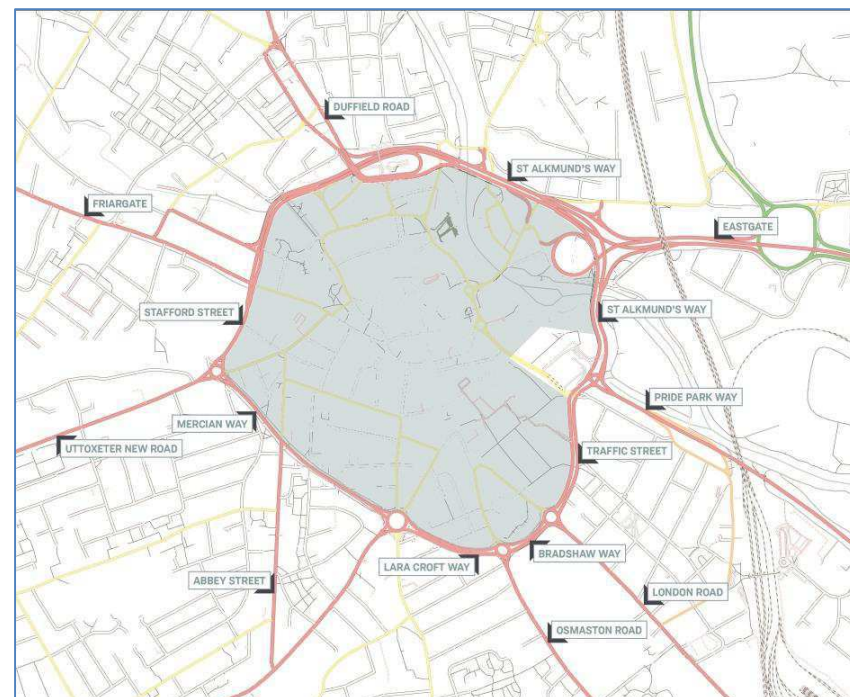 DUFFIELD ROAD
ST ALKMUND'S WAY
FRIARGATE
EASTGATE
STAFFORD STREET
ST ALKMUND'S WAY
PRIDE PARK WAY
MERCIAN WAY
UTTOXETER NEW ROAD
TRAFFIC STREET
BRADSHAW WAY
LARA CROFT WAY
ABBEY STREET
LONDON ROAD
OSMASTON ROAD